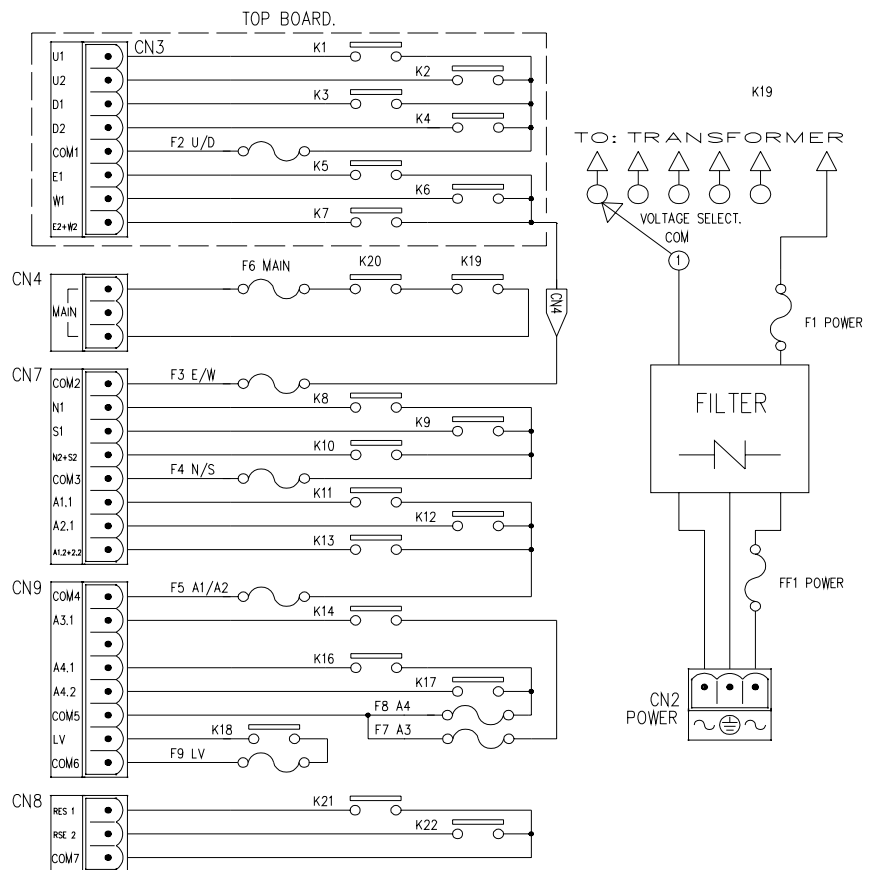 TOP BOARD.
CN3
U1
K1
U2
K2
D1
K3
D2
K4
COM1
F2 U/D
E1
K5
W1
K6
E2+W2
K7
K19
TO: TRANSFORMER
VOLTAGE SELECT.
COM
1
F1 POWER
CN4
MAIN
F6 MAIN
K20
K19
CN4
CN7
COM2
F3 E/W
N1
K8
S1
K9
N2+S2
K10
COM3
F4 N/S
A1.1
K11
A2.1
K12
A1.2+2.2
K13
FILTER
N
FF1 POWER
CN9
COM4
F5 A1/A2
A3.1
K14
A4.1
K16
A4.2
K17
COM5
F8 A4
LV
K18
F7 A3
COM6
F9 LV
CN2
POWER
CN8
RES 1
K21
RSE 2
K22
COM7